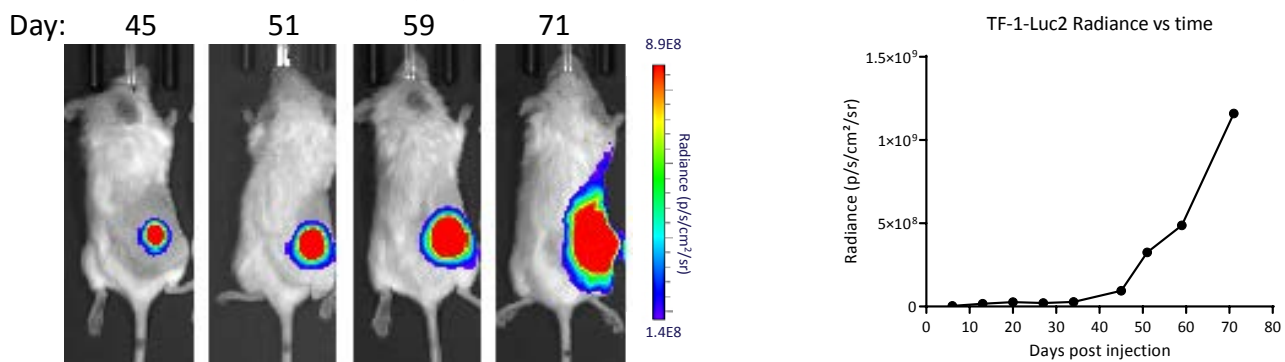 Day: 45 51 59 71
8.9E8
Radiance (p/s/cm²/sr)
1.4E8
TF-1-Luc2 Radiance vs time
Radiance (p/s/cm²/sr)
1.5×10⁹
1×10⁹
5×10⁸
0
0 10 20 30 40 50 60 70 80
Days post injection